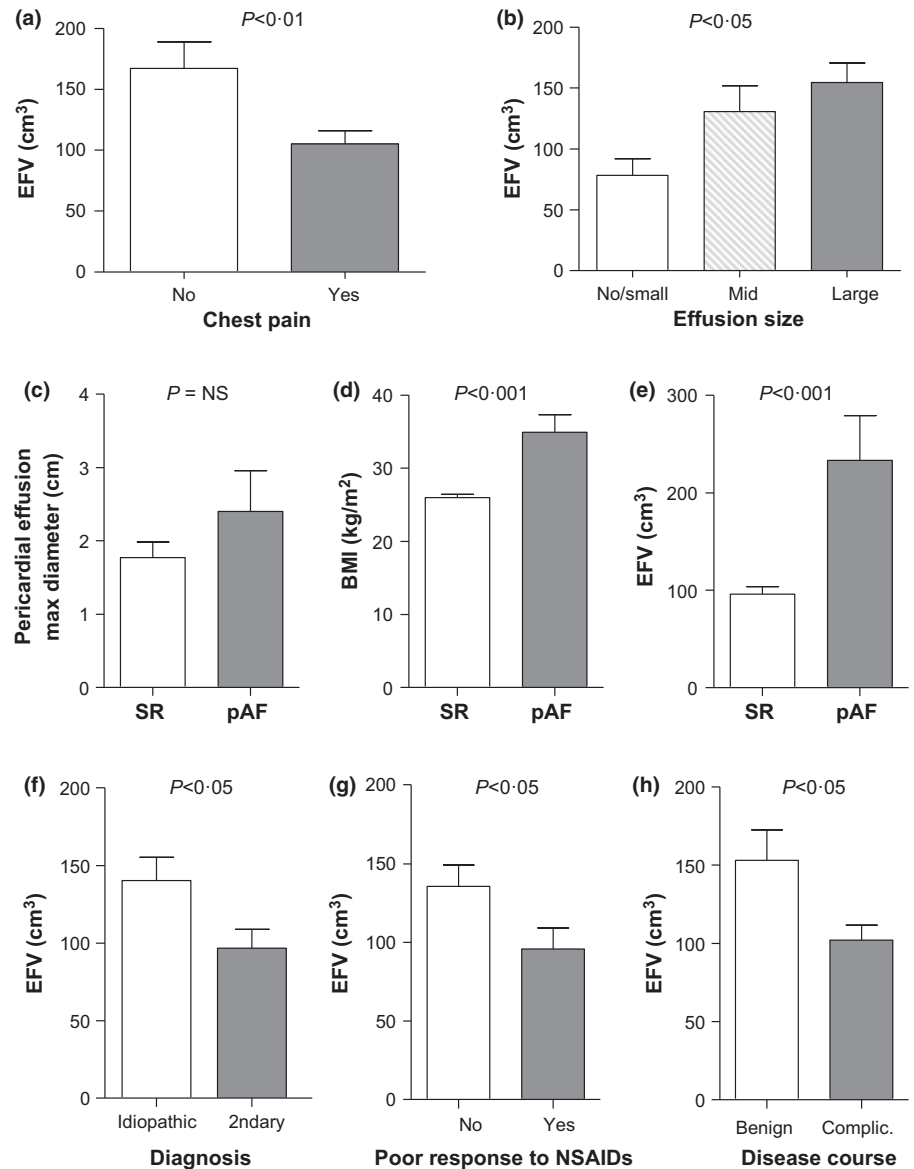 (a)
P<0·01
200
150
100
50
0
EFV (cm³)
No
Yes
Chest pain
(b)
P<0·05
200
150
100
50
0
EFV (cm³)
No/small
Mid
Large
Effusion size
(c)
P = NS
4
3
2
1
0
Pericardial effusion
max diameter (cm)
SR
pAF
(d)
P<0·001
40
30
20
10
0
BMI (kg/m²)
SR
pAF
(e)
P<0·001
300
200
100
0
EFV (cm³)
SR
pAF
(f)
P<0·05
200
150
100
50
0
EFV (cm³)
Idiopathic
2ndary
Diagnosis
(g)
P<0·05
200
150
100
50
0
EFV (cm³)
No
Yes
Poor response to NSAIDs
(h)
P<0·05
200
150
100
50
0
EFV (cm³)
Benign
Complic.
Disease course